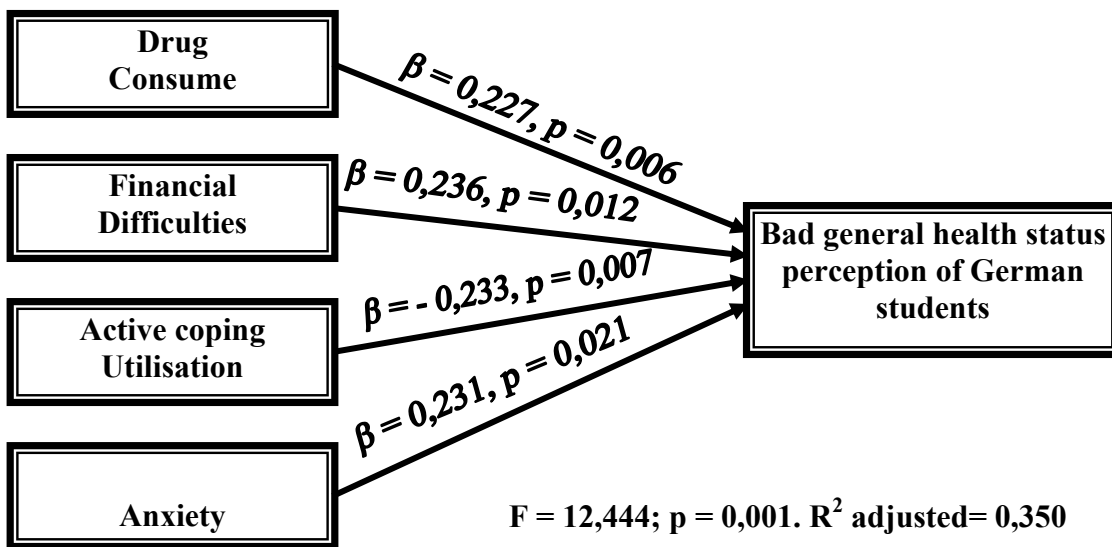 Drug
Consume
β = 0,227, p = 0,006
Financial
Difficulties
β = 0,236, p = 0,012
Bad general health status
perception of German
students
Active coping
Utilisation
β = - 0,233, p = 0,007
Anxiety
β = 0,231, p = 0,021
F = 12,444; p = 0,001. R² adjusted= 0,350